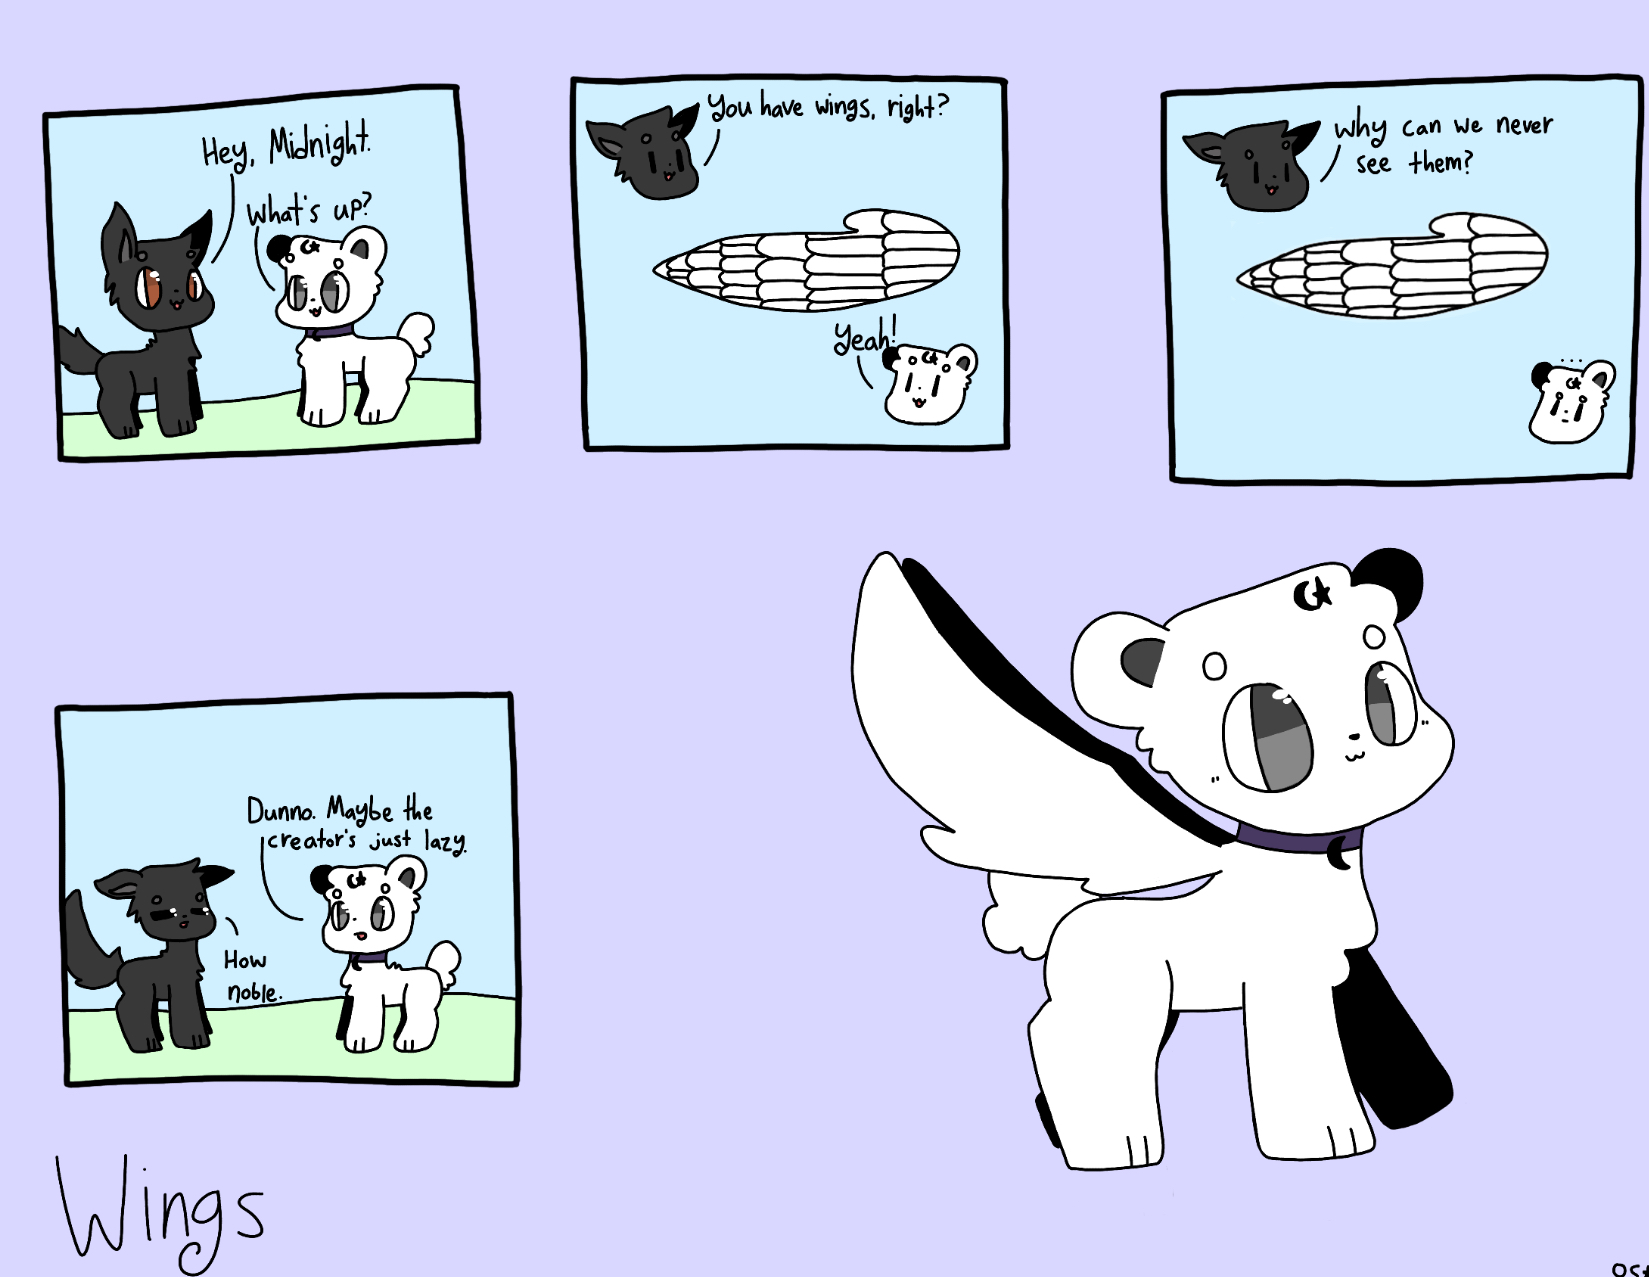 Hey, Midnight.
What's up?
You have wings, right?
Yeah!
Why can we never
see them?
...
Dunno. Maybe the
creator's just lazy.
How
noble.
Wings